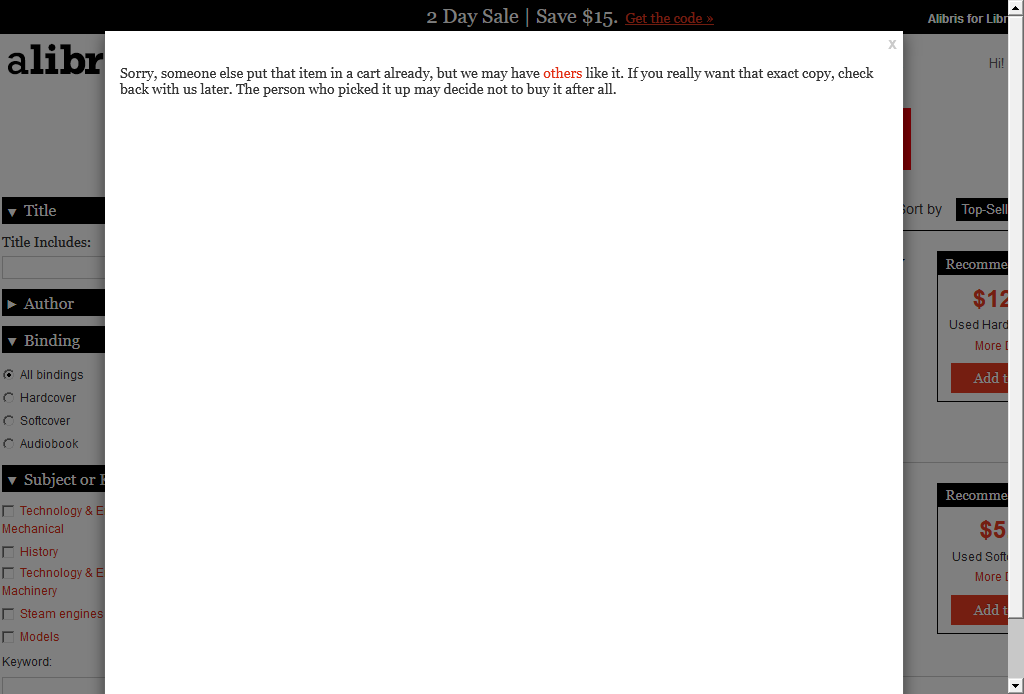 2 Day Sale | Save $15. Get the code »
Alibris for Libr
alibr
Hi!
x
Sorry, someone else put that item in a cart already, but we may have others like it. If you really want that exact copy, check
back with us later. The person who picked it up may decide not to buy it after all.
▼ Title
Sort by
Top-Sell
Title Includes:
▶ Author
▼ Binding
All bindings
Hardcover
Softcover
Audiobook
▼ Subject or
Technology & E
Mechanical
History
Technology & E
Machinery
Steam engines
Models
Keyword:
Recomme
$12
Used Hard
More D
Add t
Recomme
$5
Used Softc
More D
Add t